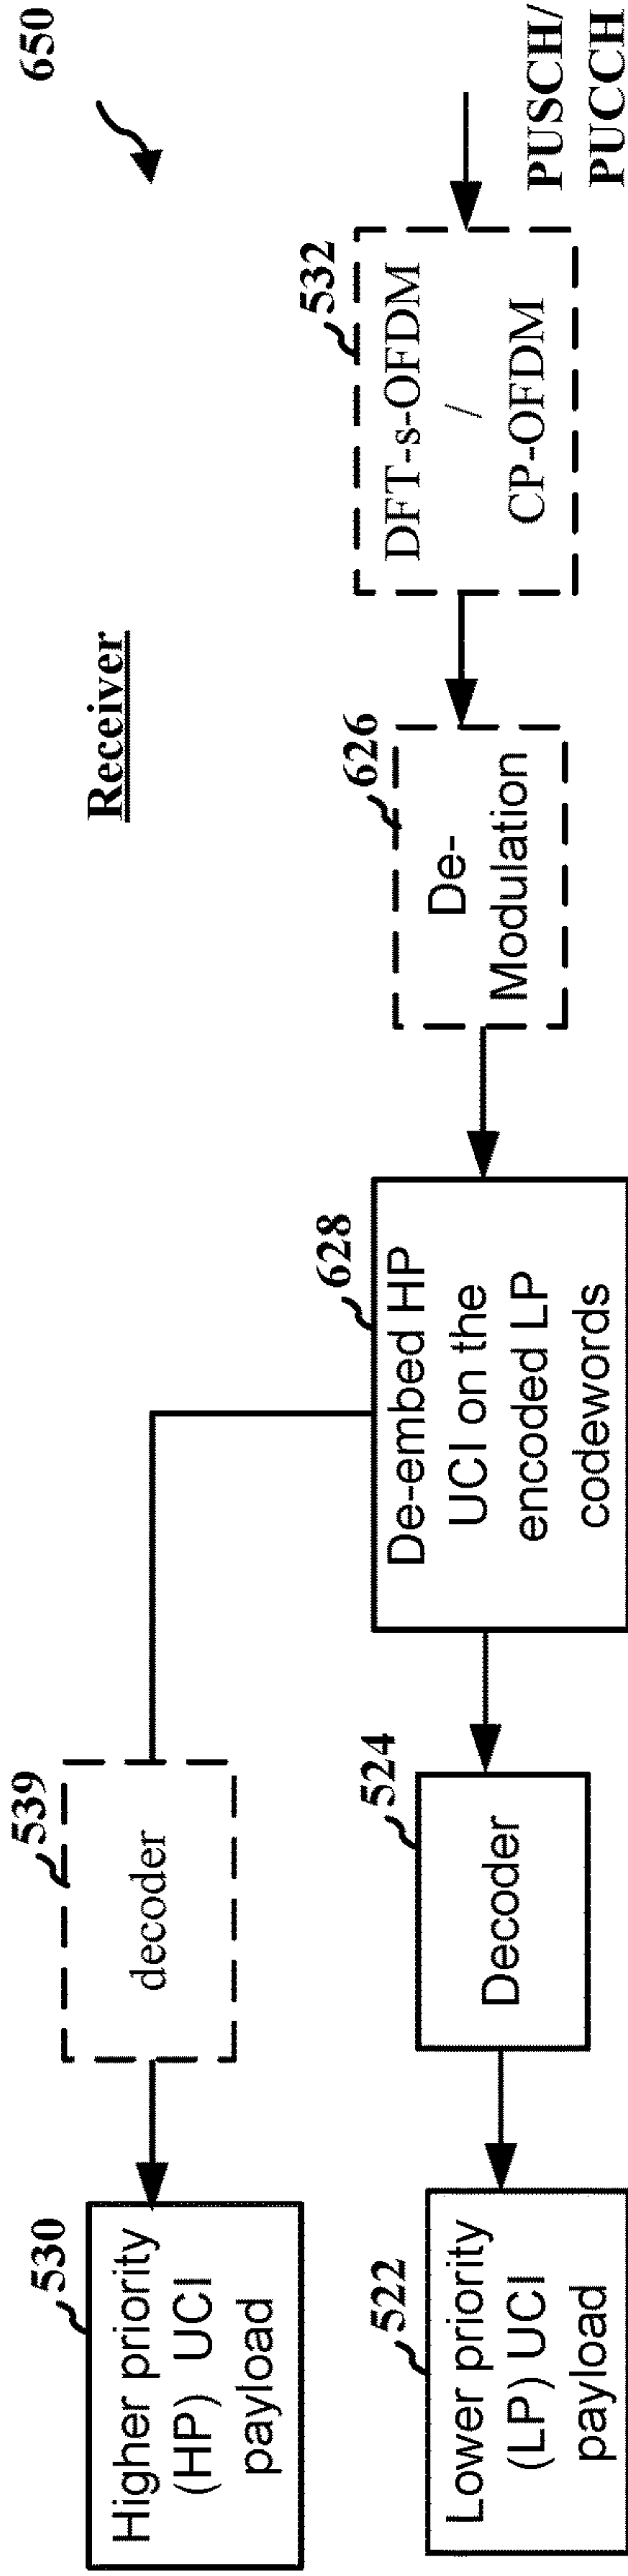 650
Receiver
539
decoder
530
Higher priority
(HP) UCI
payload
532
DFT-s-OFDM
/
CP-OFDM
PUSCH/
PUCCH
626
De-
Modulation
628
De-embed HP
UCI on the
encoded LP
codewords
524
Decoder
522
Lower priority
(LP) UCI
payload